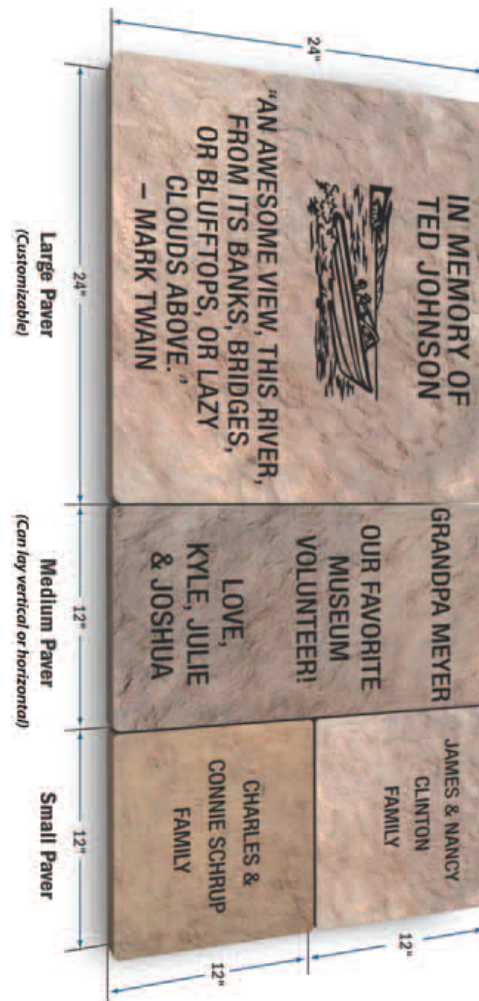 24"
IN MEMORY OF
TED JOHNSON
"AN AWESOME VIEW, THIS RIVER,
FROM ITS BANKS, BRIDGES,
OR BLUFFTOPS, OR LAZY
CLOUDS ABOVE."
– MARK TWAIN
GRANDPA MEYER
OUR FAVORITE
MUSEUM
VOLUNTEER!
LOVE,
KYLE, JULIE
& JOSHUA
JAMES & NANCY
CLINTON
FAMILY
CHARLES &
CONNIE SCHRUP
FAMILY
12"
12"
24"
12"
12"
Large Paver
(Customizable)
Medium Paver
(Can lay vertical or horizontal)
Small Paver